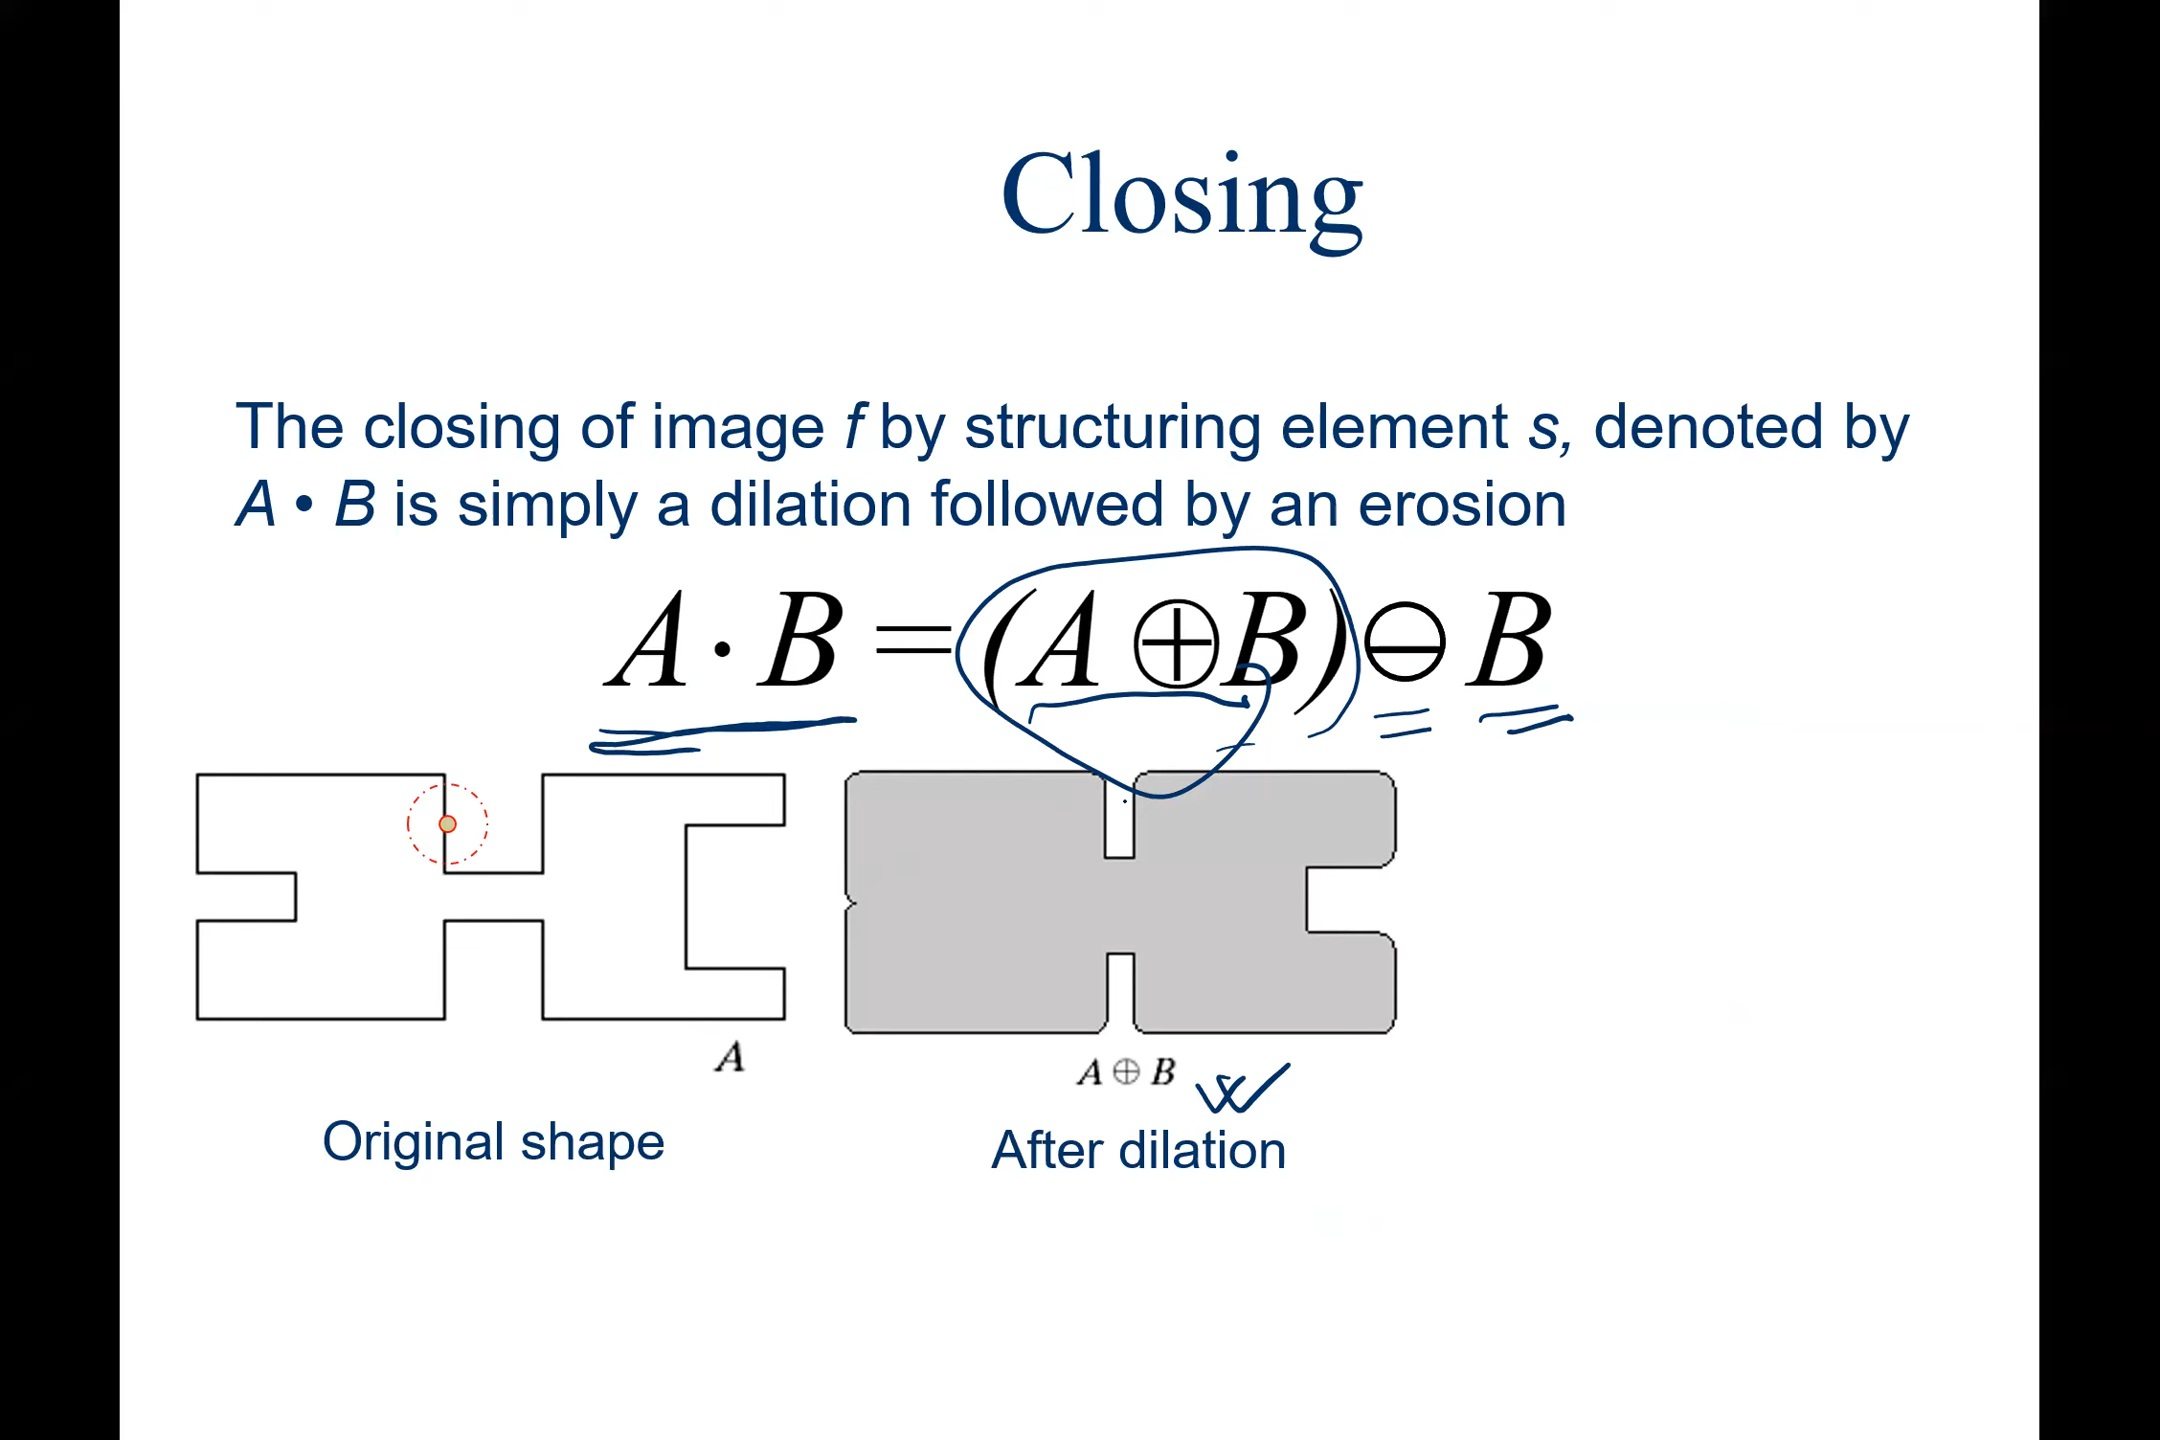 Closing
The closing of image f by structuring element s, denoted by
A • B is simply a dilation followed by an erosion
A · B = (A ⊕ B) ⊖ B
A
A ⊕ B
Original shape
After dilation